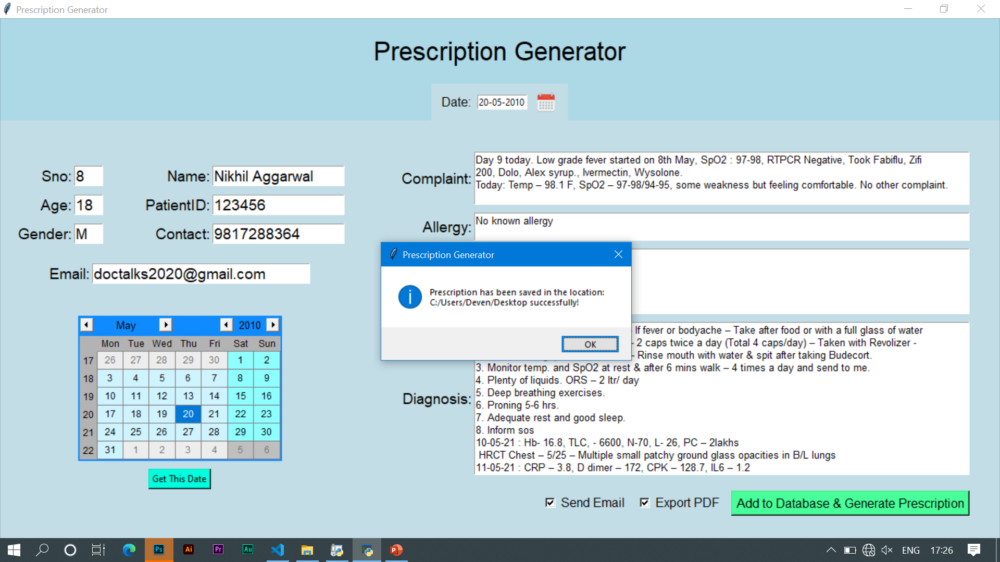 Prescription Generator
Prescription Generator
Date: 20-05-2010
Sno: 8
Name: Nikhil Aggarwal
Age: 18
PatientID: 123456
Gender: M
Contact: 9817288364
Email: doctalks2020@gmail.com
May 2010
Mon Tue Wed Thu Fri Sat Sun
17 26 27 28 29 30 1 2
18 3 4 5 6 7 8 9
19 10 11 12 13 14 15 16
20 17 18 19 20 21 22 23
21 24 25 26 27 28 29 30
22 31 1 2 3 4 5 6
Get This Date
Complaint:
Day 9 today. Low grade fever started on 8th May, SpO2 : 97-98, RTPCR Negative, Took Fabiflu, Zifi
200, Dolo, Alex syrup., Ivermectin, Wysolone.
Today: Temp – 98.1 F, SpO2 – 97-98/94-95, some weakness but feeling comfortable. No other complaint.
Allergy: No known allergy
Prescription Generator
Prescription has been saved in the location:
C:/Users/Deven/Desktop successfully!
OK
Diagnosis:
If fever or bodyache – Take after food or with a full glass of water
- 2 caps twice a day (Total 4 caps/day) – Taken with Revolizer -
– Rinse mouth with water & spit after taking Budecort.
3. Monitor temp. and SpO2 at rest & after 6 mins walk – 4 times a day and send to me.
4. Plenty of liquids. ORS – 2 ltr/ day
5. Deep breathing exercises.
6. Proning 5-6 hrs.
7. Adequate rest and good sleep.
8. Inform sos
10-05-21 : Hb- 16.8, TLC, - 6600, N-70, L- 26, PC – 2lakhs
HRCT Chest – 5/25 – Multiple small patchy ground glass opacities in B/L lungs
11-05-21 : CRP – 3.8, D dimer – 172, CPK – 128.7, IL6 – 1.2
Send Email
Export PDF
Add to Database & Generate Prescription
Ps Ai Pr Au
ENG 17:26